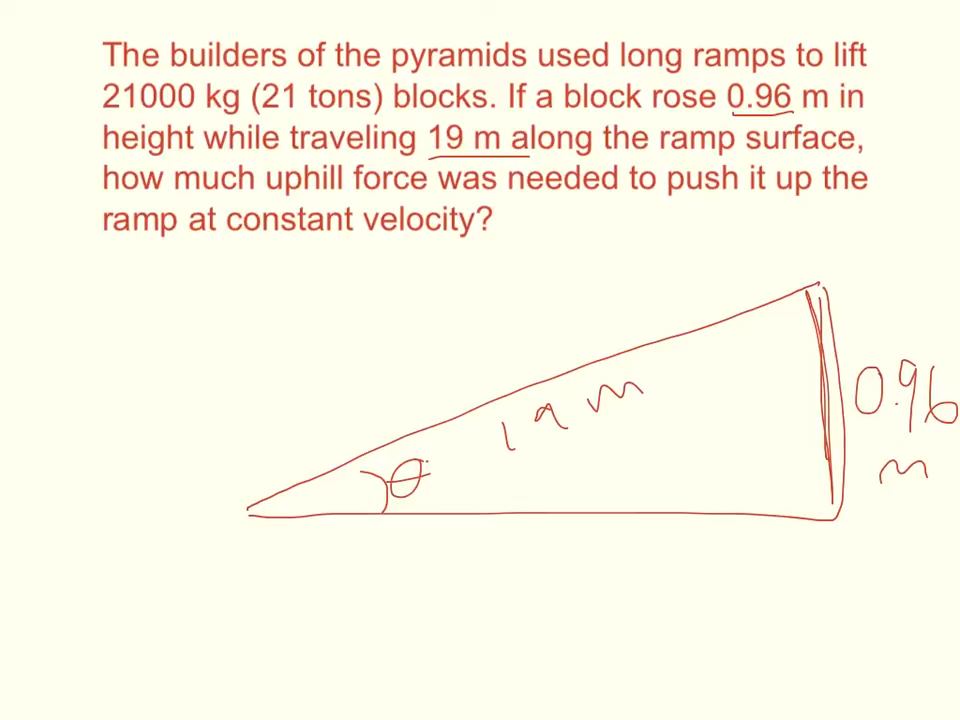 The builders of the pyramids used long ramps to lift
21000 kg (21 tons) blocks. If a block rose 0.96 m in
height while traveling 19 m along the ramp surface,
how much uphill force was needed to push it up the
ramp at constant velocity?
0.96
m
19 m
θ